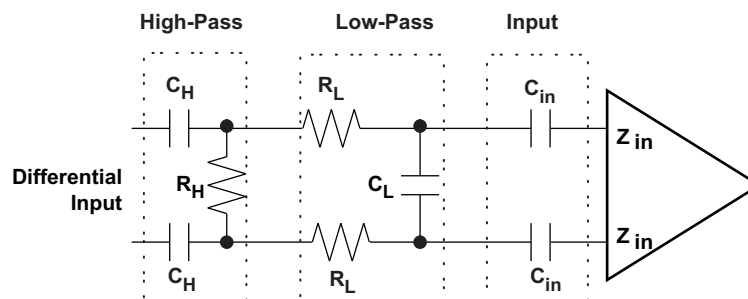 High-Pass Low-Pass Input
C_H R_L C_in
Z_in
Differential
Input
R_H C_L
Z_in
C_H R_L C_in